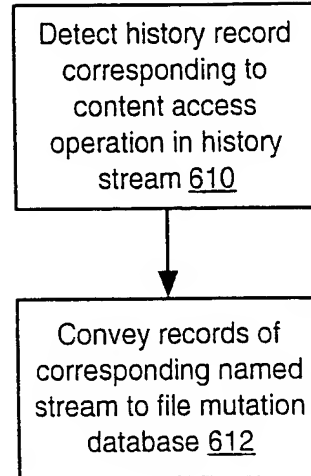 Detect history record
corresponding to
content access
operation in history
stream 610
Convey records of
corresponding named
stream to file mutation
database 612